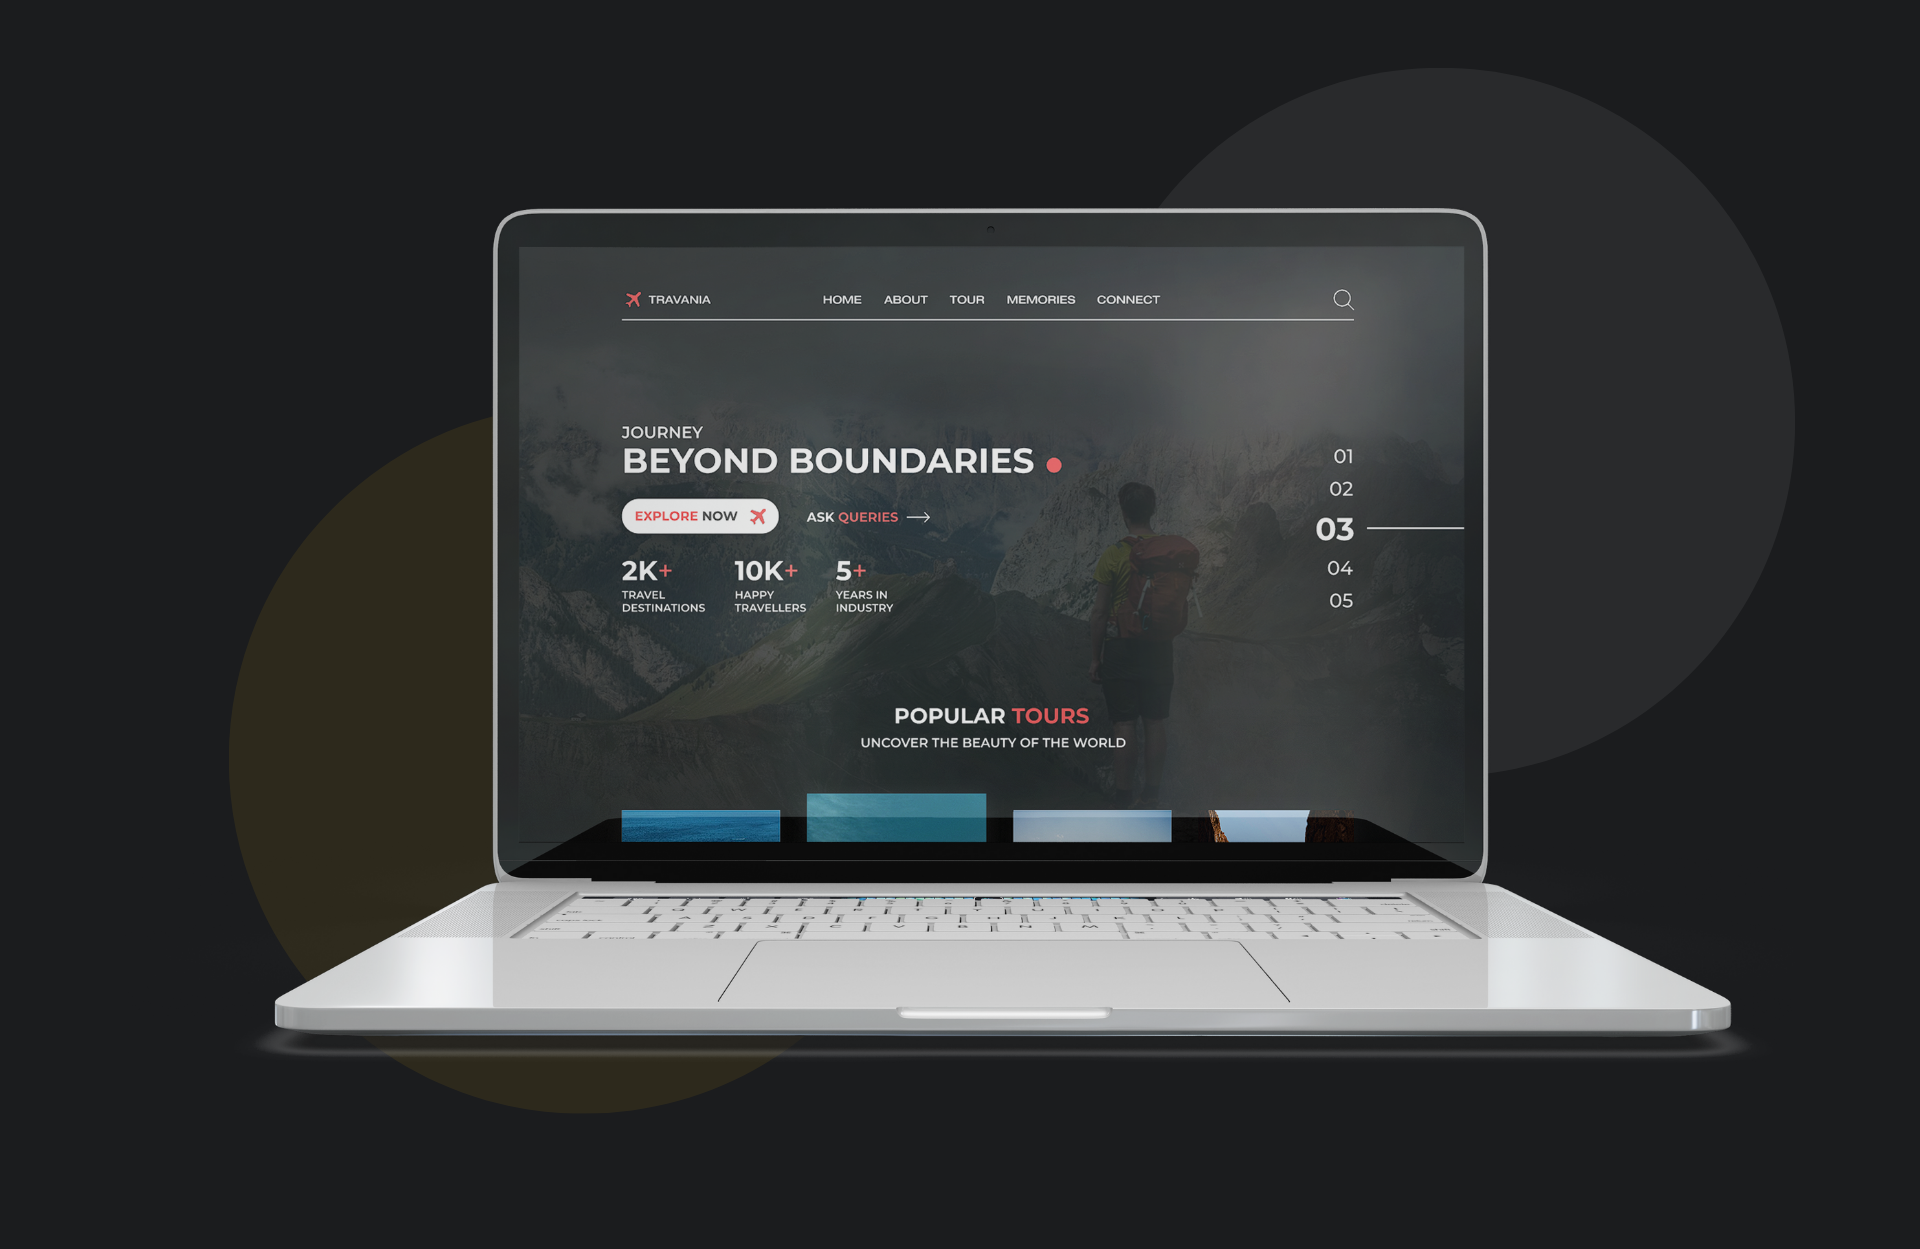 TRAVANIA
HOME ABOUT TOUR MEMORIES CONNECT
JOURNEY
BEYOND BOUNDARIES
EXPLORE NOW
ASK QUERIES
2K+
TRAVEL
DESTINATIONS
10K+
HAPPY
TRAVELLERS
5+
YEARS IN
INDUSTRY
01
02
03
04
05
POPULAR TOURS
UNCOVER THE BEAUTY OF THE WORLD